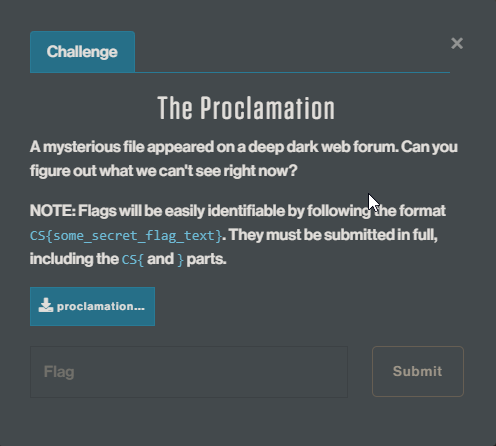 Challenge
×
The Proclamation
A mysterious file appeared on a deep dark web forum. Can you
figure out what we can't see right now?
NOTE: Flags will be easily identifiable by following the format
CS{some_secret_flag_text}. They must be submitted in full,
including the CS{ and } parts.
proclamation...
Flag
Submit